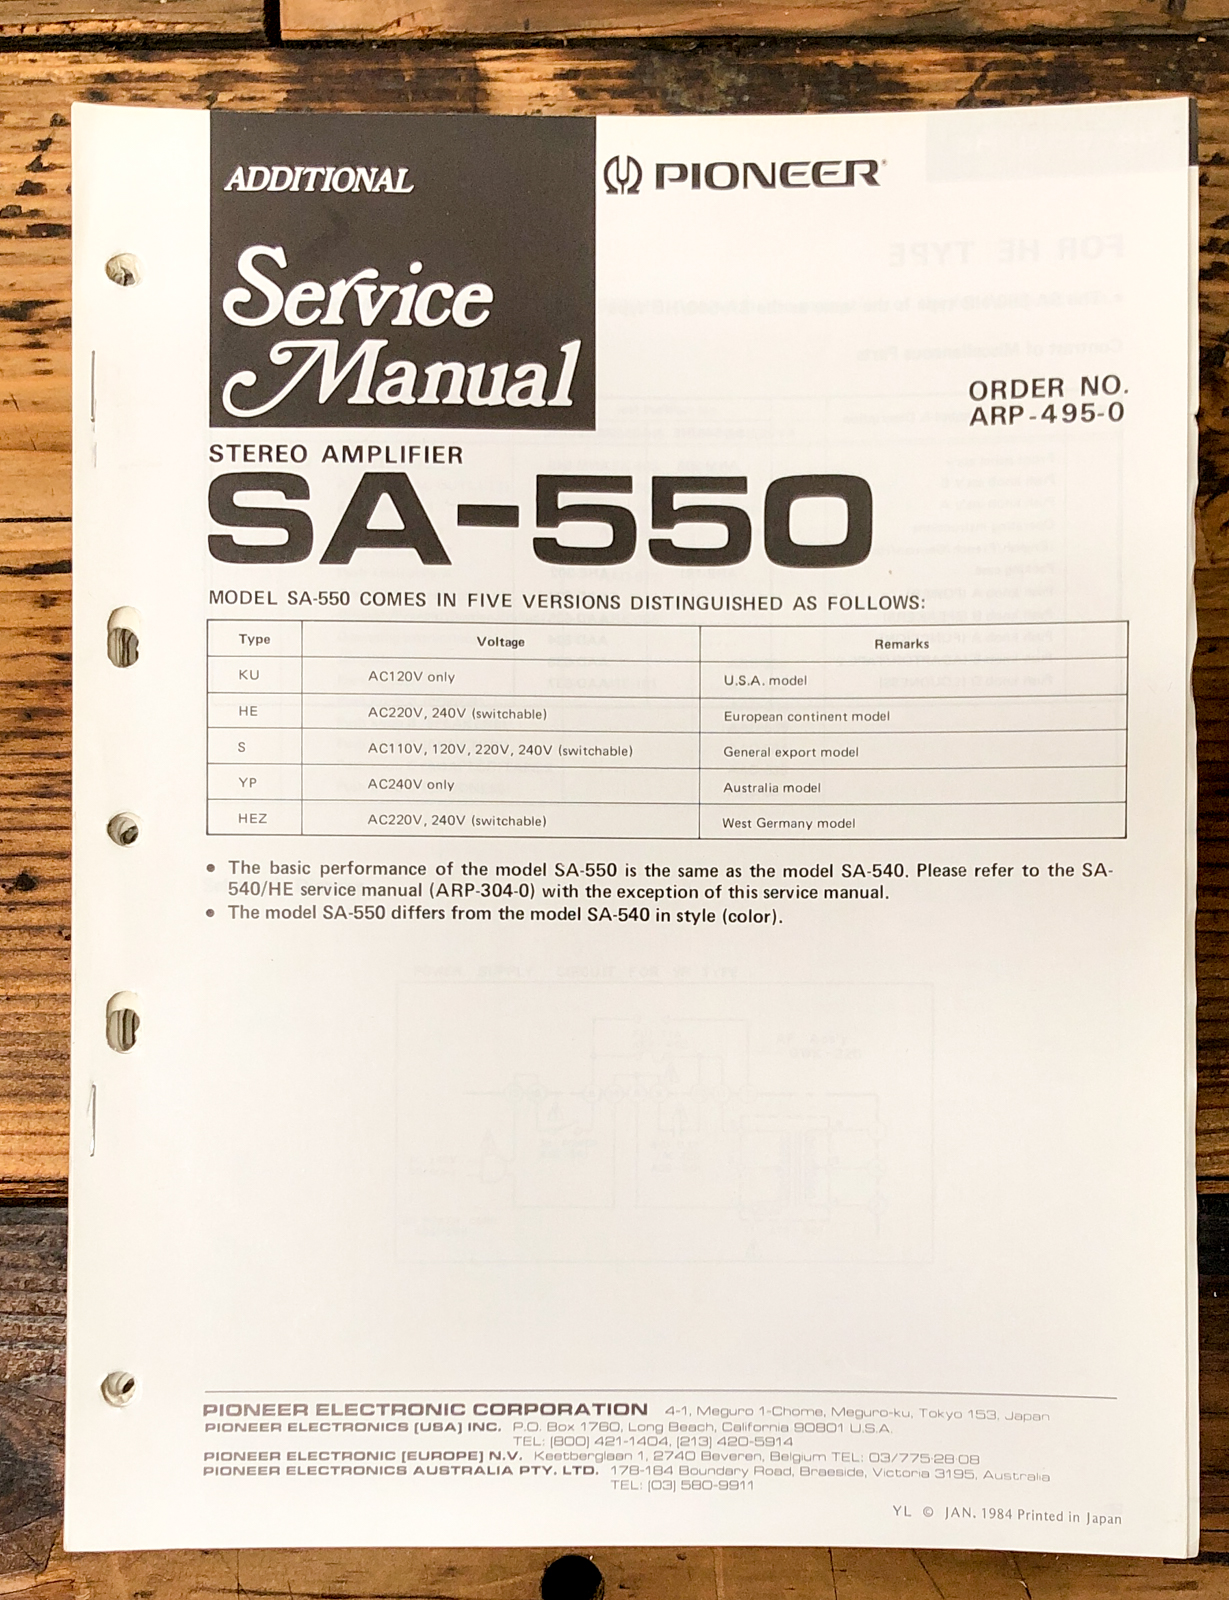 ADDITIONAL
Service
Manual
PIONEER
ORDER NO.
ARP-495-0
STEREO AMPLIFIER
SA-550
MODEL SA-550 COMES IN FIVE VERSIONS DISTINGUISHED AS FOLLOWS:
Type Voltage Remarks
KU AC120V only U.S.A. model
HE AC220V, 240V (switchable) European continent model
S AC110V, 120V, 220V, 240V (switchable) General export model
YP AC240V only Australia model
HEZ AC220V, 240V (switchable) West Germany model
• The basic performance of the model SA-550 is the same as the model SA-540. Please refer to the SA-
540/HE service manual (ARP-304-0) with the exception of this service manual.
• The model SA-550 differs from the model SA-540 in style (color).
PIONEER ELECTRONIC CORPORATION 4-1, Meguro 1-Chome, Meguro-ku, Tokyo 153, Japan
PIONEER ELECTRONICS [USA] INC. P.O. Box 1760, Long Beach, California 90801 U.S.A.
TEL: [800] 421-1404, [213] 420-5914
PIONEER ELECTRONIC [EUROPE] N.V. Keetberglaan 1, 2740 Beveren, Belgium TEL: 03/775·28·08
PIONEER ELECTRONICS AUSTRALIA PTY. LTD. 178-184 Boundary Road, Braeside, Victoria 3195, Australia
TEL: [03] 580-9911
YL © JAN. 1984 Printed in Japan
FOR HE TYPE